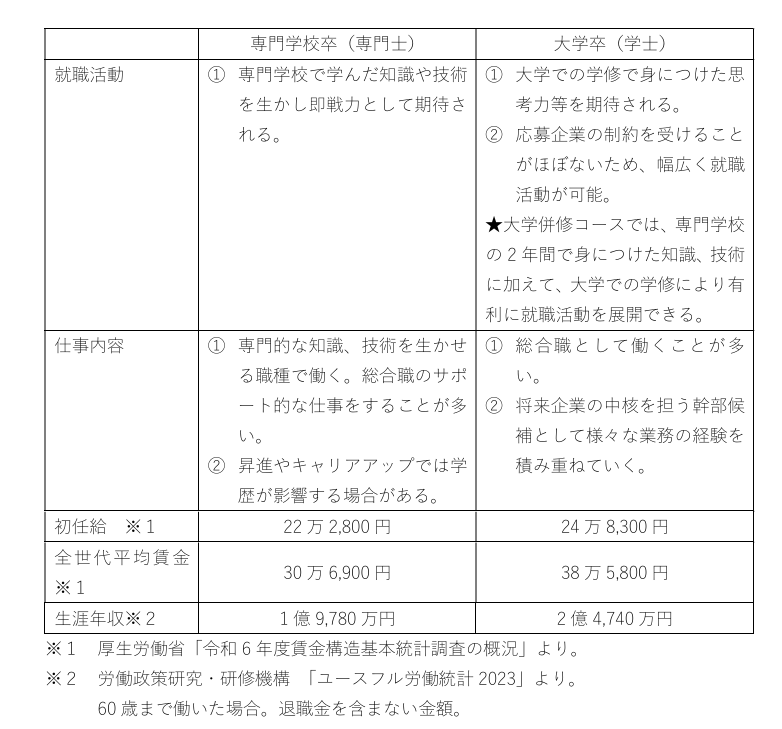 専門学校卒（専門士）
大学卒（学士）
就職活動
① 専門学校で学んだ知識や技術
を生かし即戦力として期待さ
れる。
① 大学での学修で身につけた思
考力等を期待される。
② 応募企業の制約を受けること
がほぼないため、幅広く就職
活動が可能。
★大学併修コースでは、専門学校
の２年間で身につけた知識、技術
に加えて、大学での学修により有
利に就職活動を展開できる。
仕事内容
① 専門的な知識、技術を生かせ
る職種で働く。総合職のサポ
ート的な仕事をすることが多
い。
② 昇進やキャリアアップでは学
歴が影響する場合がある。
① 総合職として働くことが多
い。
② 将来企業の中核を担う幹部候
補として様々な業務の経験を
積み重ねていく。
初任給　※１
22 万 2,800 円
24 万 8,300 円
全世代平均賃金
※１
30 万 6,900 円
38 万 5,800 円
生涯年収※２
1 億 9,780 万円
2 億 4,740 万円
※１　厚生労働省「令和６年度賃金構造基本統計調査の概況」より。
※２　労働政策研究・研修機構　「ユースフル労働統計 2023」より。
60 歳まで働いた場合。退職金を含まない金額。